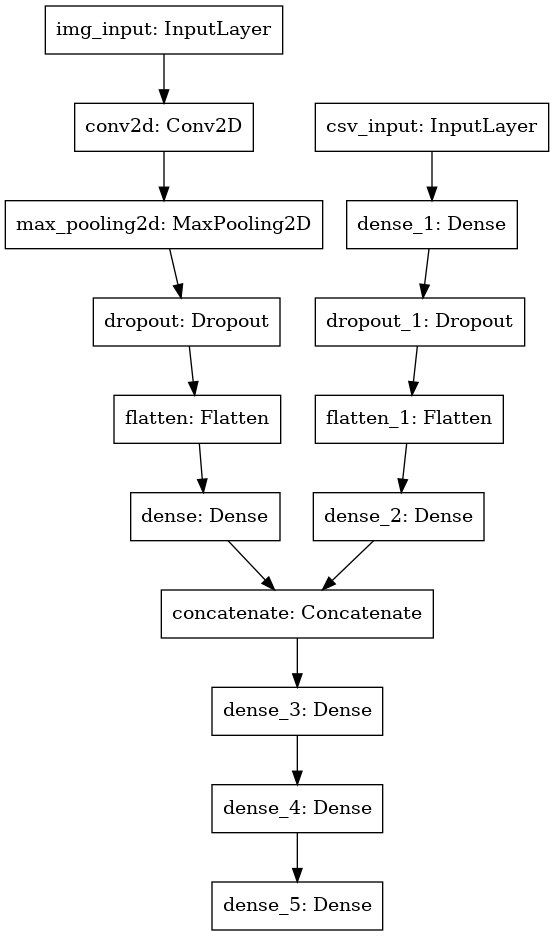 img_input: InputLayer
conv2d: Conv2D
csv_input: InputLayer
max_pooling2d: MaxPooling2D
dense_1: Dense
dropout: Dropout
dropout_1: Dropout
flatten: Flatten
flatten_1: Flatten
dense: Dense
dense_2: Dense
concatenate: Concatenate
dense_3: Dense
dense_4: Dense
dense_5: Dense